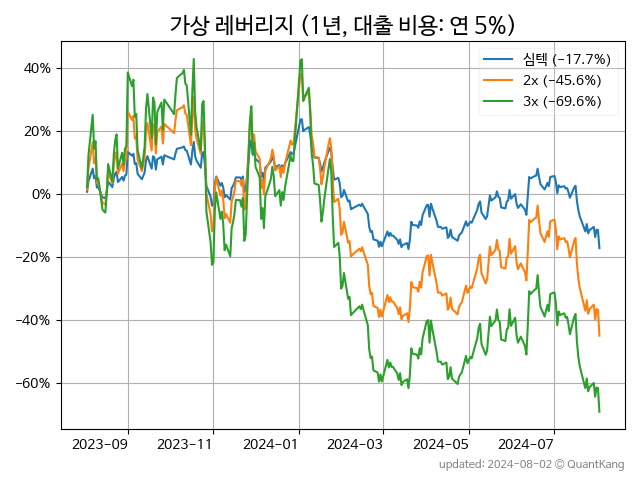 가상 레버리지 (1년, 대출 비용: 연 5%)
심텍 (−17.7%)
2x (−45.6%)
3x (−69.6%)
40%
20%
0%
−20%
−40%
−60%
2023-09
2023-11
2024-01
2024-03
2024-05
2024-07
updated: 2024-08-02 © QuantKang